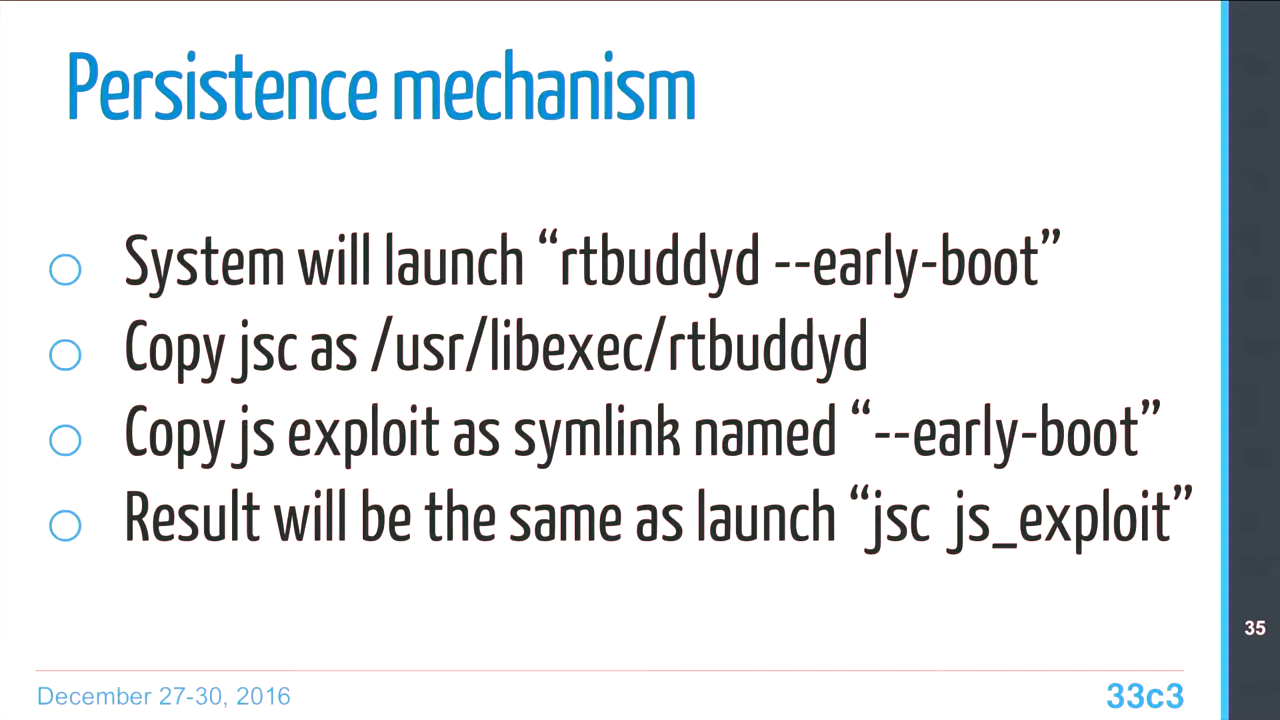 Persistence mechanism
System will launch “rtbuddyd --early-boot”
Copy jsc as /usr/libexec/rtbuddyd
Copy js exploit as symlink named “--early-boot”
Result will be the same as launch “jsc js_exploit”
35
December 27-30, 2016
33c3